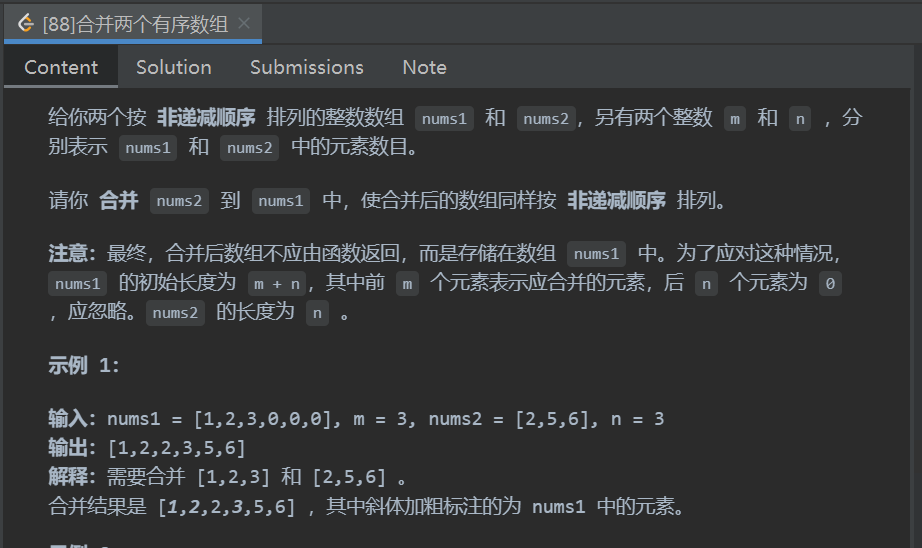 [88]合并两个有序数组
Content Solution Submissions Note
给你两个按 非递减顺序 排列的整数数组 nums1 和 nums2，另有两个整数 m 和 n ，分
别表示 nums1 和 nums2 中的元素数目。
请你 合并 nums2 到 nums1 中，使合并后的数组同样按 非递减顺序 排列。
注意：最终，合并后数组不应由函数返回，而是存储在数组 nums1 中。为了应对这种情况，
nums1 的初始长度为 m + n，其中前 m 个元素表示应合并的元素，后 n 个元素为 0
，应忽略。nums2 的长度为 n 。
示例 1：
输入：nums1 = [1,2,3,0,0,0], m = 3, nums2 = [2,5,6], n = 3
输出：[1,2,2,3,5,6]
解释：需要合并 [1,2,3] 和 [2,5,6] 。
合并结果是 [1,2,2,3,5,6] ，其中斜体加粗标注的为 nums1 中的元素。